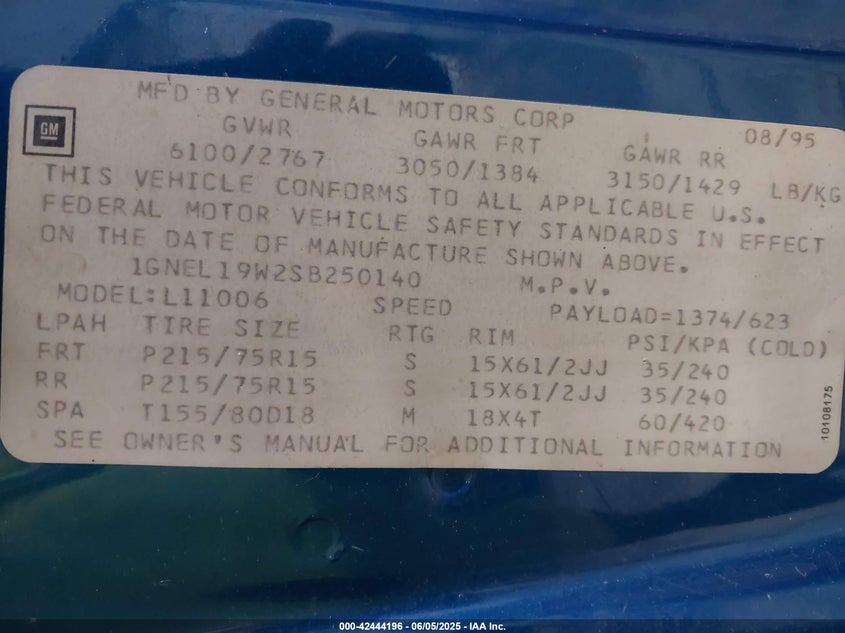 MF'D BY GENERAL MOTORS CORP 08/95
GM
GVWR GAWR FRT GAWR RR
6100/2767 3050/1384 3150/1429 LB/KG
THIS VEHICLE CONFORMS TO ALL APPLICABLE U.S.
FEDERAL MOTOR VEHICLE SAFETY STANDARDS IN EFFECT
ON THE DATE OF MANUFACTURE SHOWN ABOVE.
1GNEL19W2SB250140 M.P.V.
MODEL:L11006 SPEED PAYLOAD=1374/623
LPAH TIRE SIZE RTG RIM PSI/KPA (COLD)
FRT P215/75R15 S 15X61/2JJ 35/240
RR P215/75R15 S 15X61/2JJ 35/240
SPA T155/80D18 M 18X4T 60/420
SEE OWNER'S MANUAL FOR ADDITIONAL INFORMATION
10108175
000-42444196 - 06/05/2025 - IAA Inc.